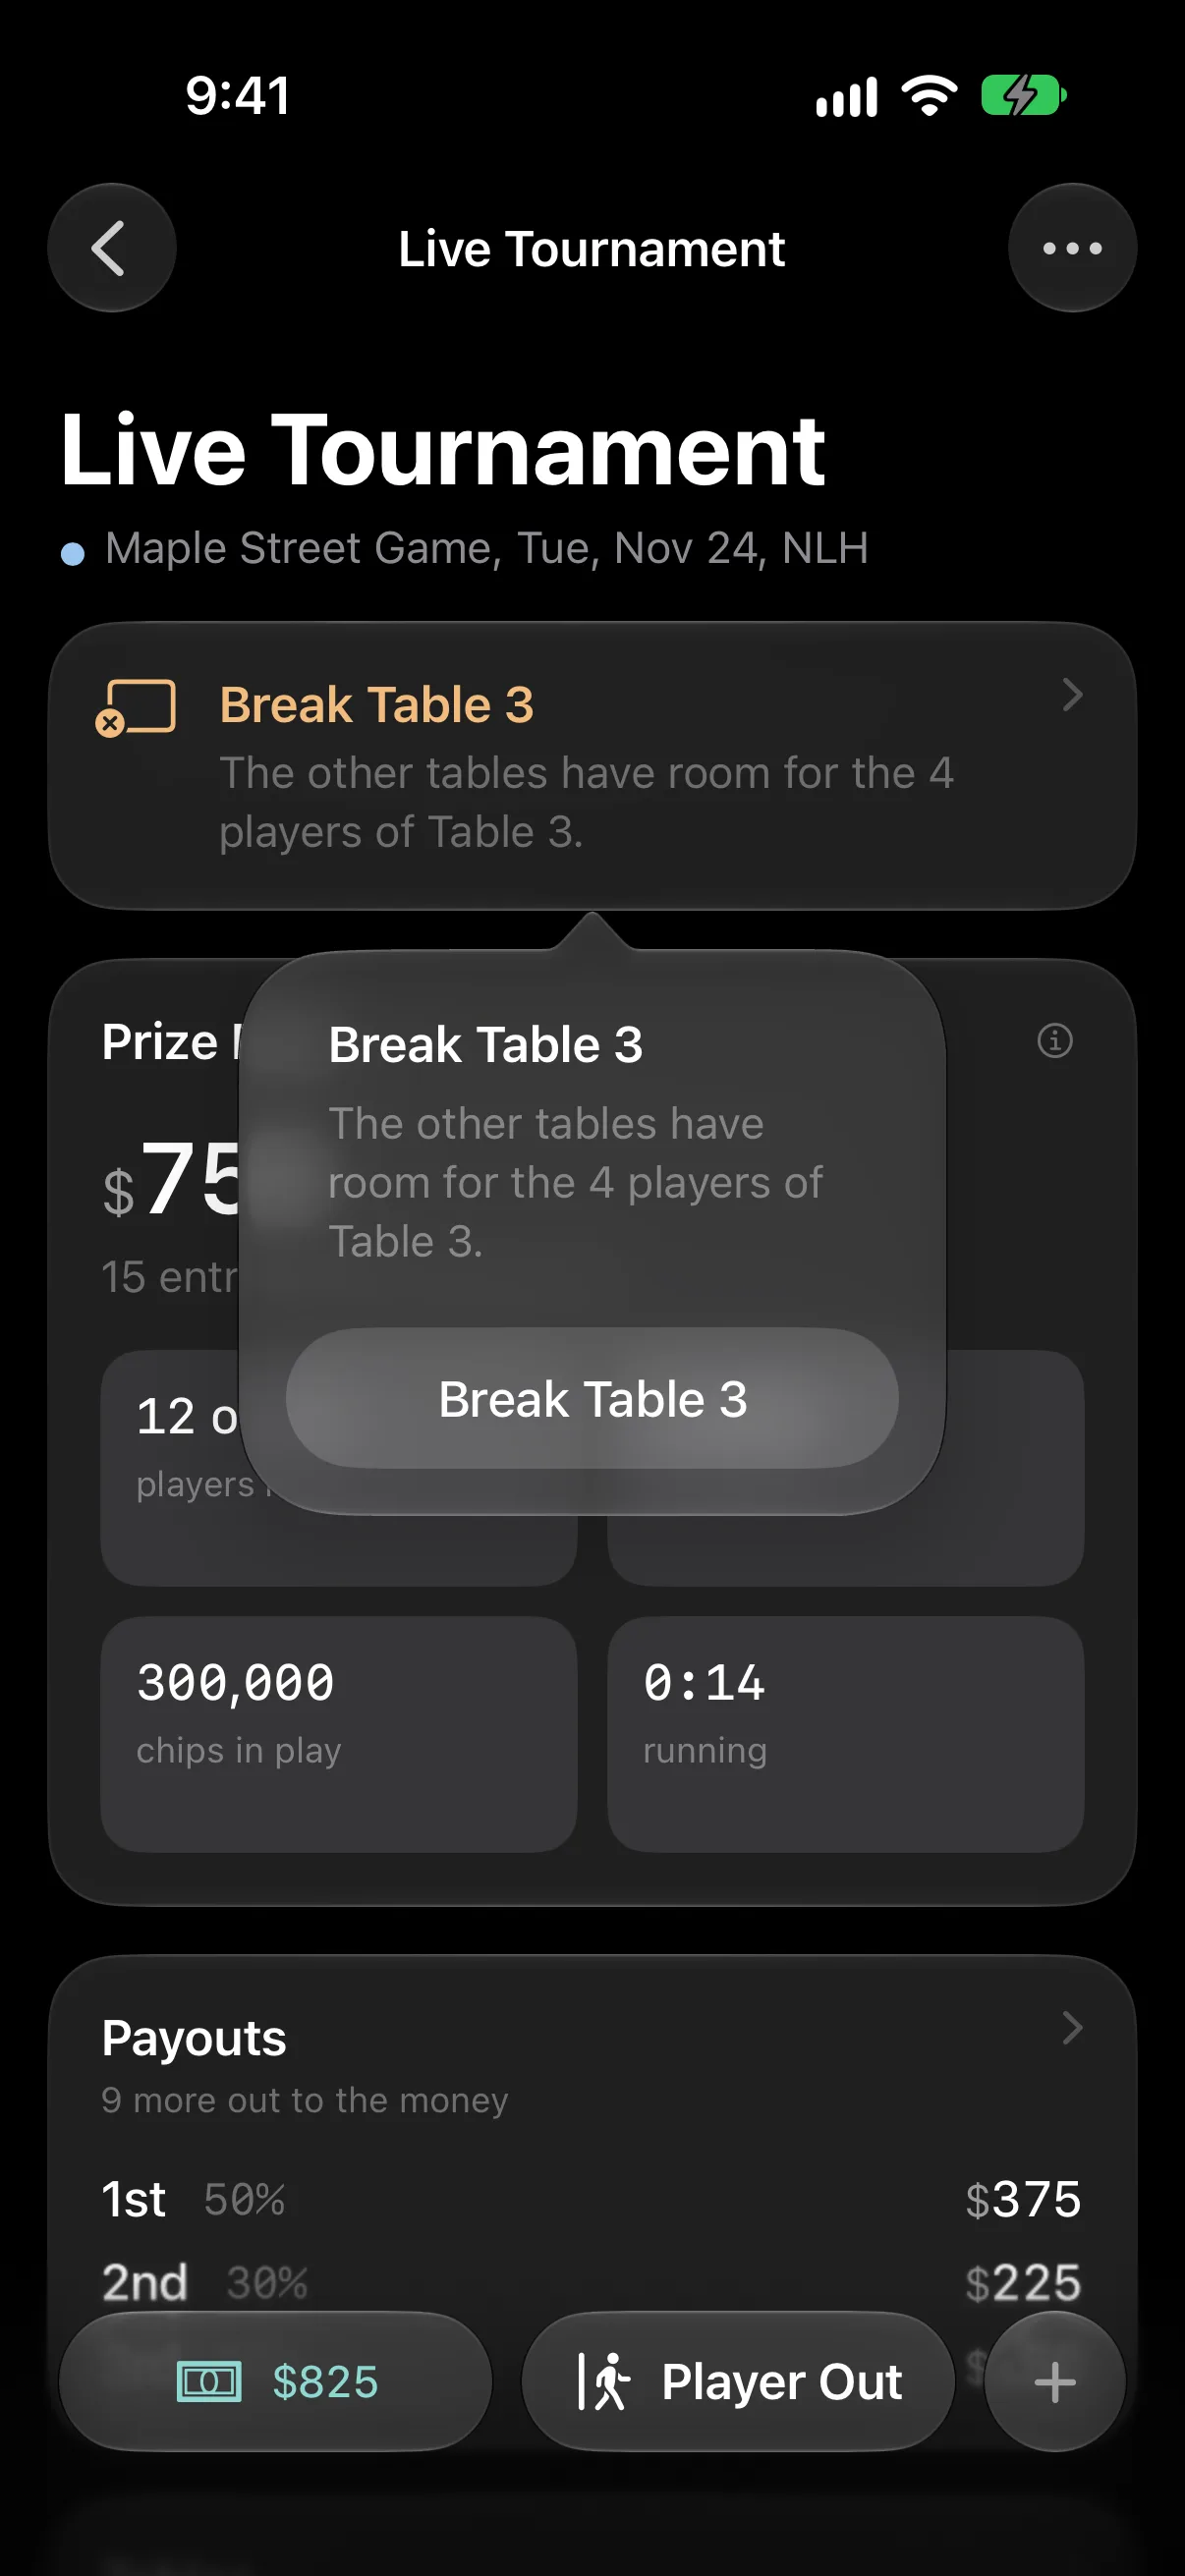 9:41
Live Tournament
Live Tournament
Maple Street Game, Tue, Nov 24, NLH
Break Table 3
The other tables have room for the 4
players of Table 3.
Prize
$75
15 entr
Break Table 3
The other tables have
room for the 4 players of
Table 3.
Break Table 3
12 o
players
300,000
chips in play
0:14
running
Payouts
9 more out to the money
1st 50% $375
2nd 30% $225
$825
Player Out